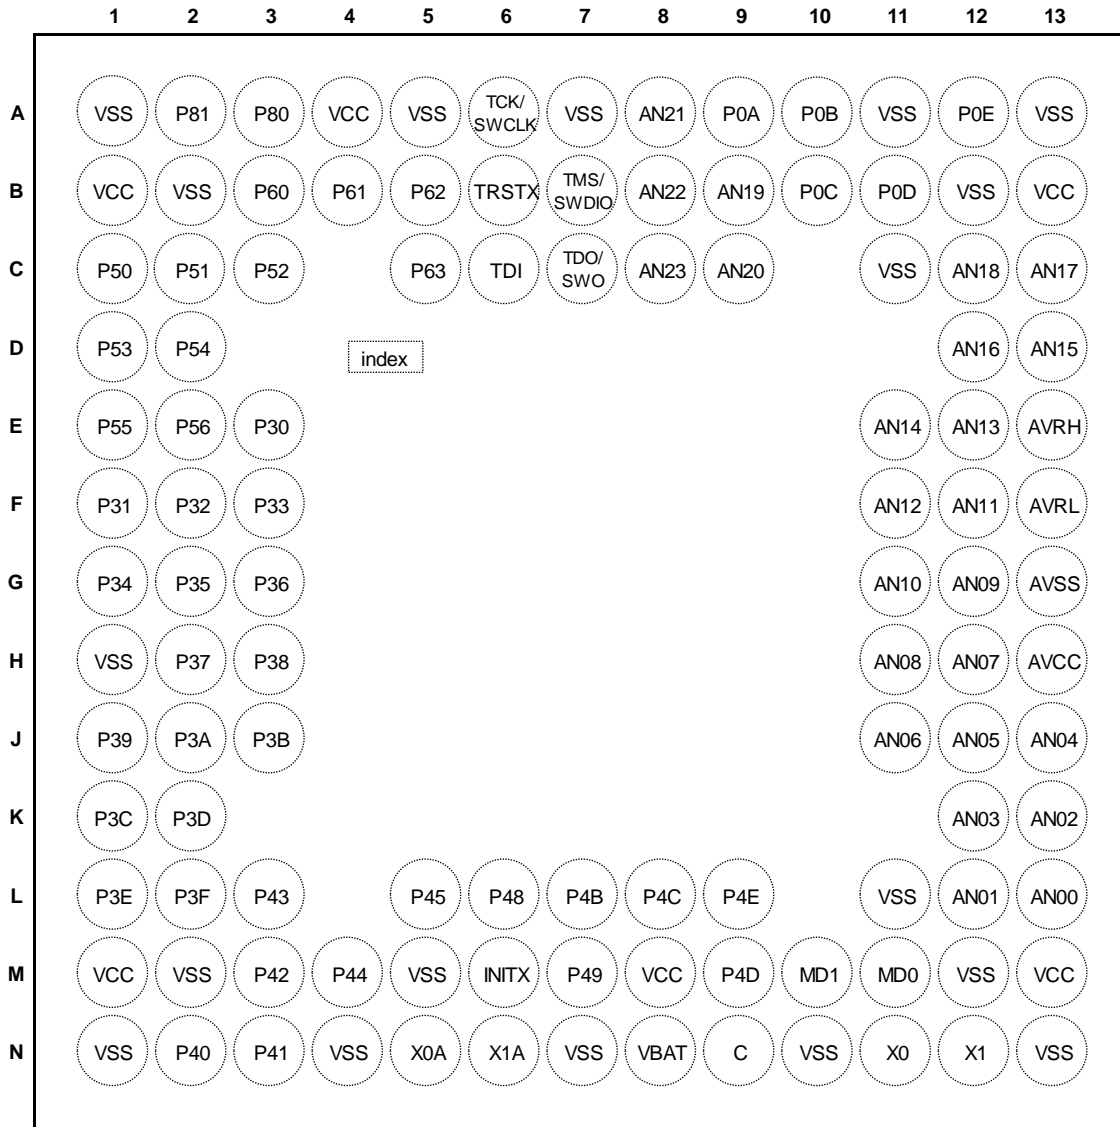 1 2 3 4 5 6 7 8 9 10 11 12 13
A VSS P81 P80 VCC VSS TCK/ SWCLK VSS AN21 P0A P0B VSS P0E VSS
B VCC VSS P60 P61 P62 TRSTX TMS/ SWDIO AN22 AN19 P0C P0D VSS VCC
C P50 P51 P52 P63 TDI TDO/ SWO AN23 AN20 VSS AN18 AN17
D P53 P54 index AN16 AN15
E P55 P56 P30 AN14 AN13 AVRH
F P31 P32 P33 AN12 AN11 AVRL
G P34 P35 P36 AN10 AN09 AVSS
H VSS P37 P38 AN08 AN07 AVCC
J P39 P3A P3B AN06 AN05 AN04
K P3C P3D AN03 AN02
L P3E P3F P43 P45 P48 P4B P4C P4E VSS AN01 AN00
M VCC VSS P42 P44 VSS INITX P49 VCC P4D MD1 MD0 VSS VCC
N VSS P40 P41 VSS X0A X1A VSS VBAT C VSS X0 X1 VSS